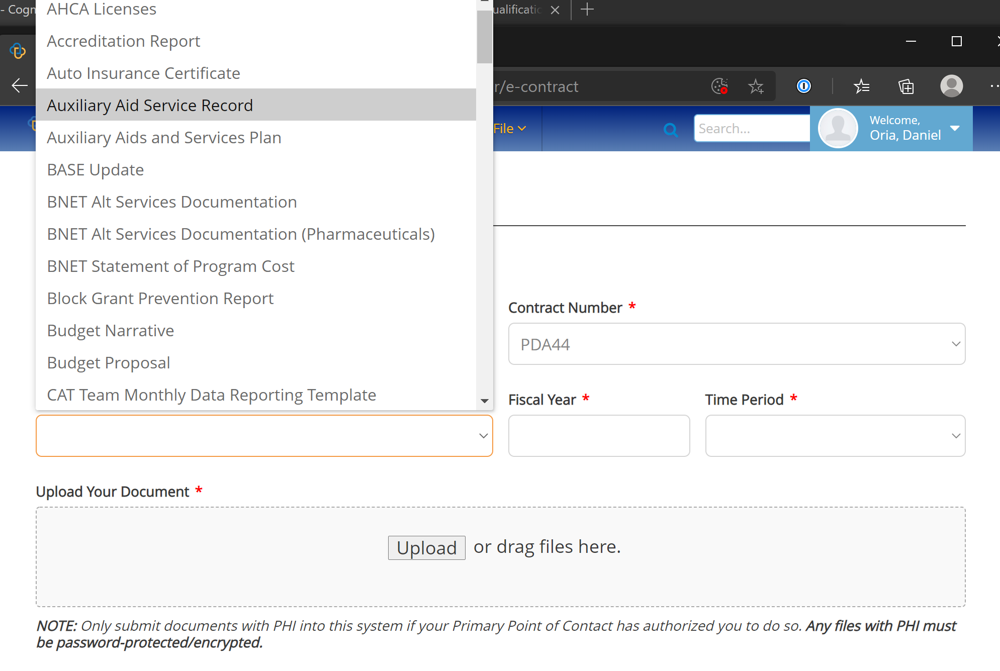 - Cogn
AHCA Licenses
Accreditation Report
Auto Insurance Certificate
Auxiliary Aid Service Record
Auxiliary Aids and Services Plan
BASE Update
BNET Alt Services Documentation
BNET Alt Services Documentation (Pharmaceuticals)
BNET Statement of Program Cost
Block Grant Prevention Report
Budget Narrative
Budget Proposal
CAT Team Monthly Data Reporting Template
ualificatic
r/e-contract
File
Search...
Welcome,
Oria, Daniel
Contract Number *
PDA44
Fiscal Year *
Time Period *
Upload Your Document *
Upload or drag files here.
NOTE: Only submit documents with PHI into this system if your Primary Point of Contact has authorized you to do so. Any files with PHI must
be password-protected/encrypted.